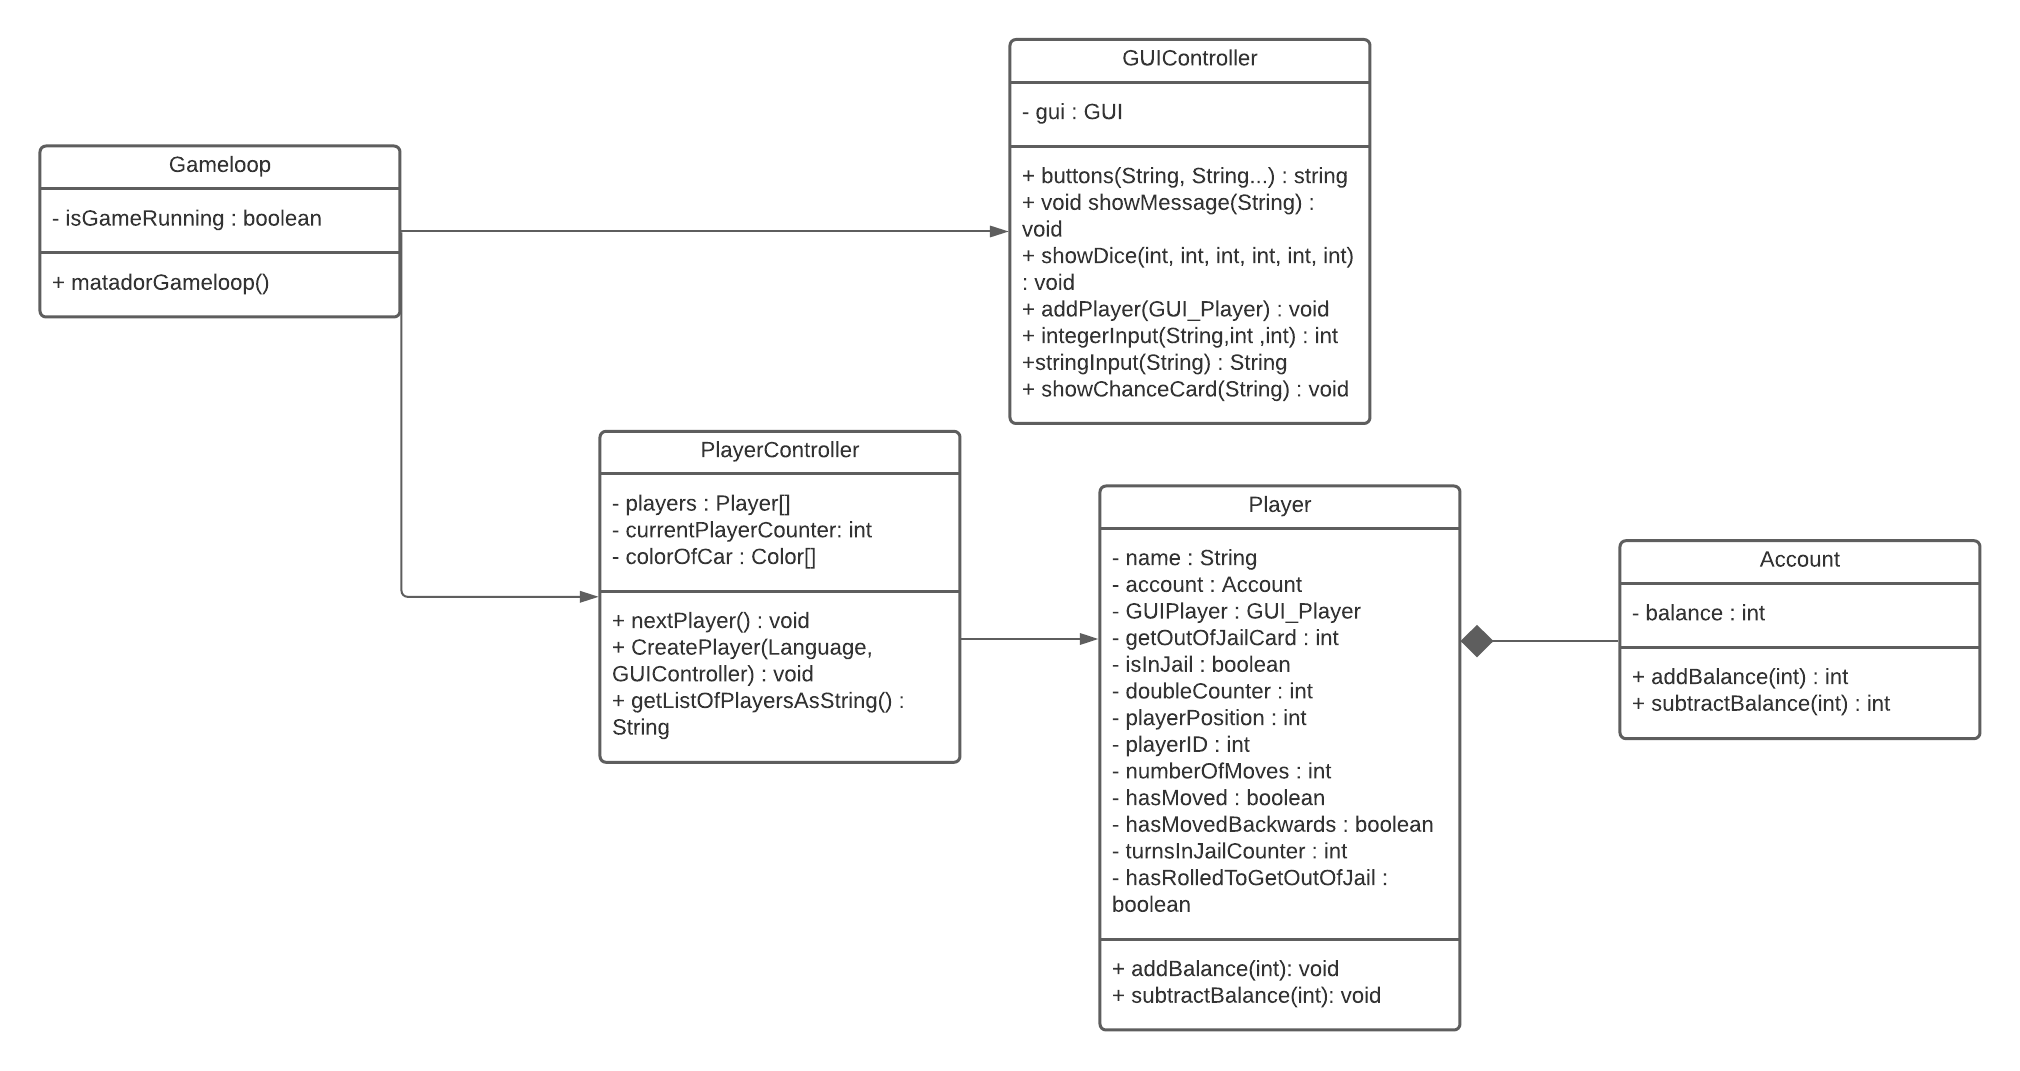 GUIController
- gui : GUI
+ buttons(String, String...) : string
+ void showMessage(String) :
void
+ showDice(int, int, int, int, int, int)
: void
+ addPlayer(GUI_Player) : void
+ integerInput(String,int ,int) : int
+stringInput(String) : String
+ showChanceCard(String) : void
Gameloop
- isGameRunning : boolean
+ matadorGameloop()
PlayerController
- players : Player[]
- currentPlayerCounter: int
- colorOfCar : Color[]
+ nextPlayer() : void
+ CreatePlayer(Language,
GUIController) : void
+ getListOfPlayersAsString() :
String
Player
- name : String
- account : Account
- GUIPlayer : GUI_Player
- getOutOfJailCard : int
- isInJail : boolean
- doubleCounter : int
- playerPosition : int
- playerID : int
- numberOfMoves : int
- hasMoved : boolean
- hasMovedBackwards : boolean
- turnsInJailCounter : int
- hasRolledToGetOutOfJail :
boolean
+ addBalance(int): void
+ subtractBalance(int): void
Account
- balance : int
+ addBalance(int) : int
+ subtractBalance(int) : int